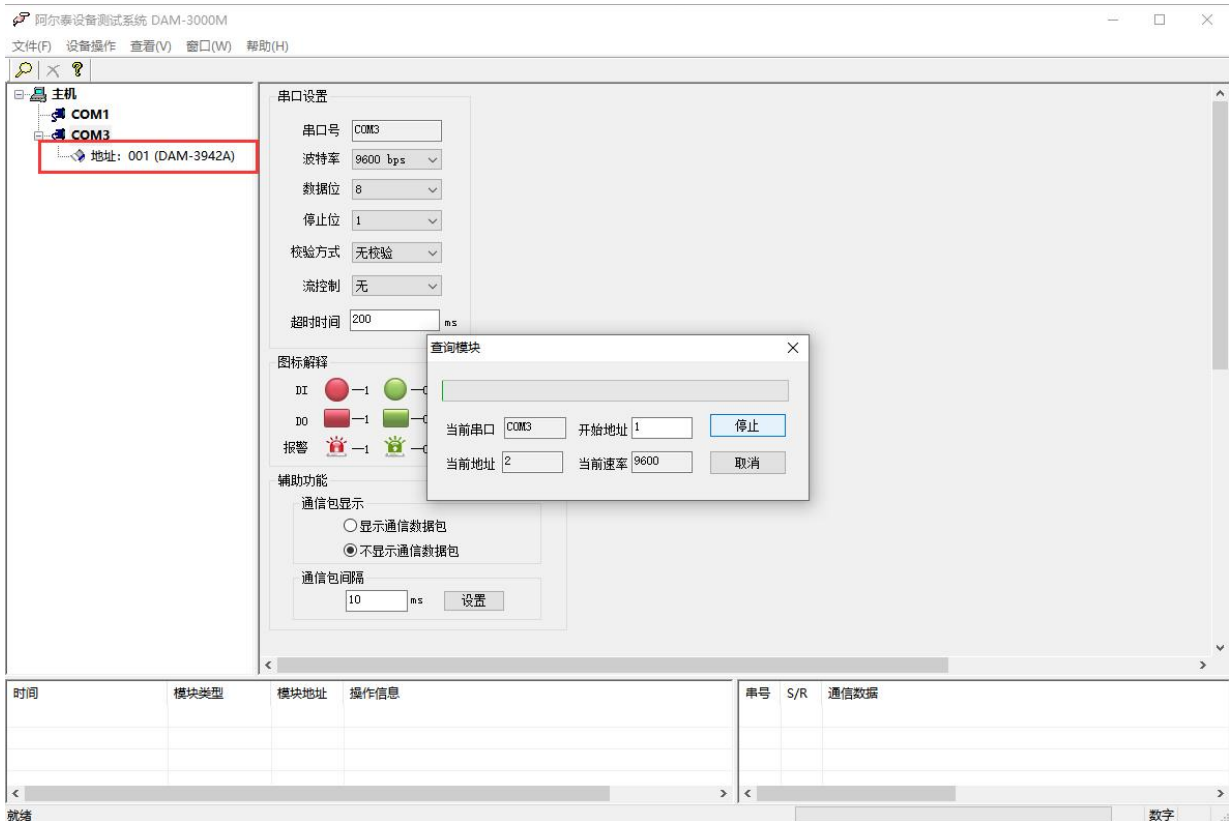 阿尔泰设备测试系统 DAM-3000M
文件(F) 设备操作 查看(V) 窗口(W) 帮助(H)
主机
COM1
COM3
地址：001 (DAM-3942A)
串口设置
串口号 COM3
波特率 9600 bps
数据位 8
停止位 1
校验方式 无校验
流控制 无
超时时间 200 ms
图标解释
DI —1 —
DO —1 —
报警 —1 —
查询模块
当前串口 COM3 开始地址 1 停止
当前地址 2 当前速率 9600 取消
辅助功能
通信包显示
显示通信数据包
不显示通信数据包
通信包间隔
10 ms 设置
时间 模块类型 模块地址 操作信息
串号 S/R 通信数据
就绪 数字